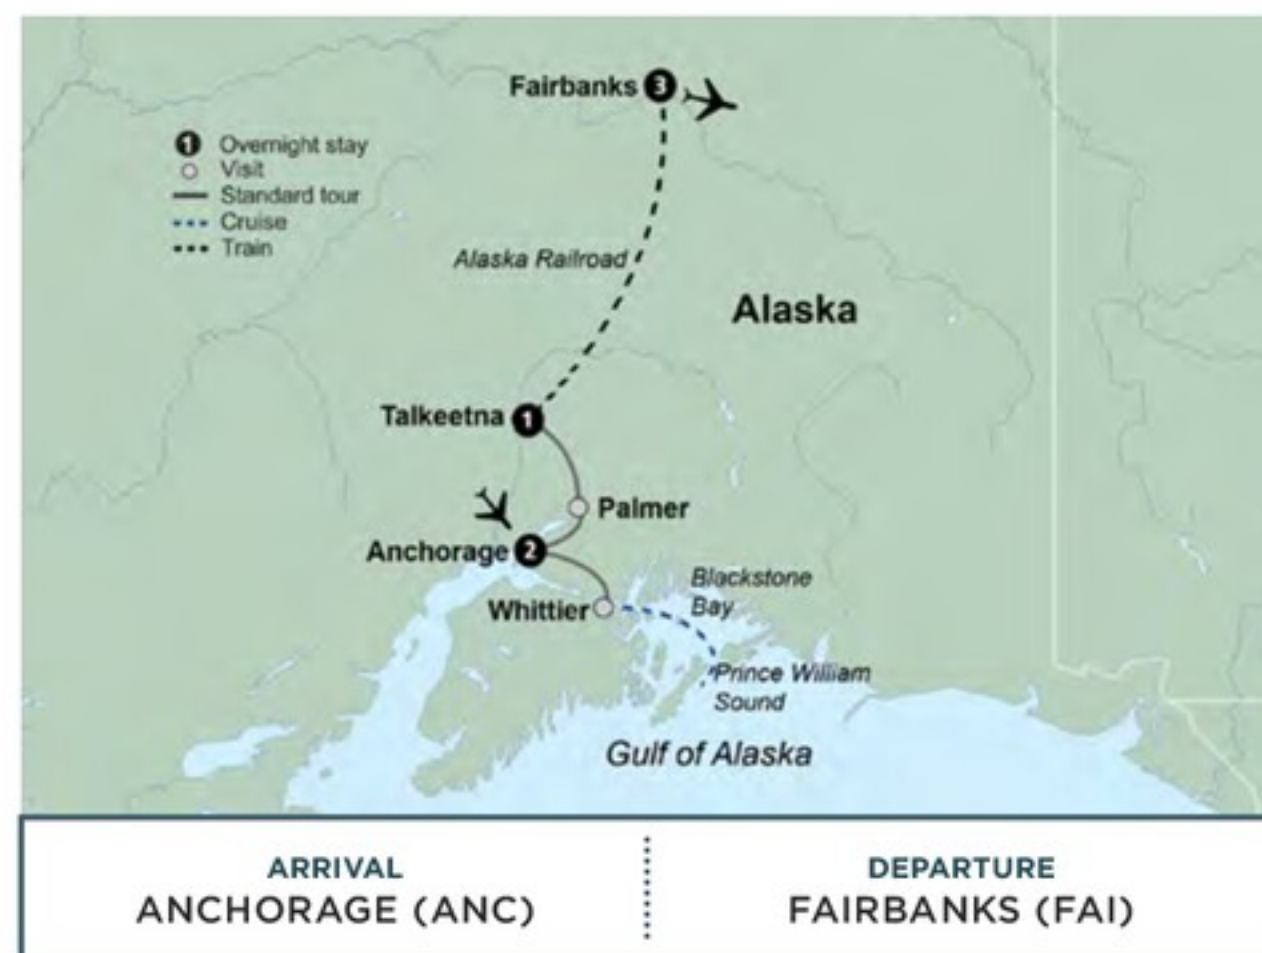 Fairbanks 3
1 Overnight stay
Visit
Standard tour
Cruise
Train
Alaska Railroad
Alaska
Talkeetna 1
Palmer
Anchorage 2
Blackstone
Bay
Whittier
Prince William
Sound
Gulf of Alaska
ARRIVAL
ANCHORAGE (ANC)
DEPARTURE
FAIRBANKS (FAI)